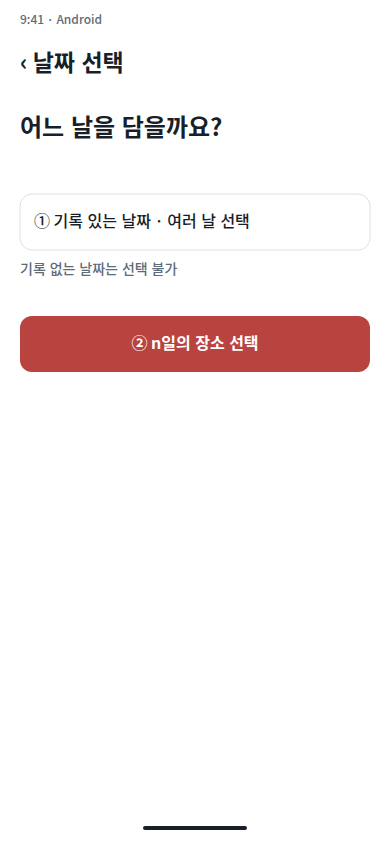 9:41 · Android
‹ 날짜 선택
어느 날을 담을까요?
① 기록 있는 날짜 · 여러 날 선택
기록 없는 날짜는 선택 불가
② n일의 장소 선택